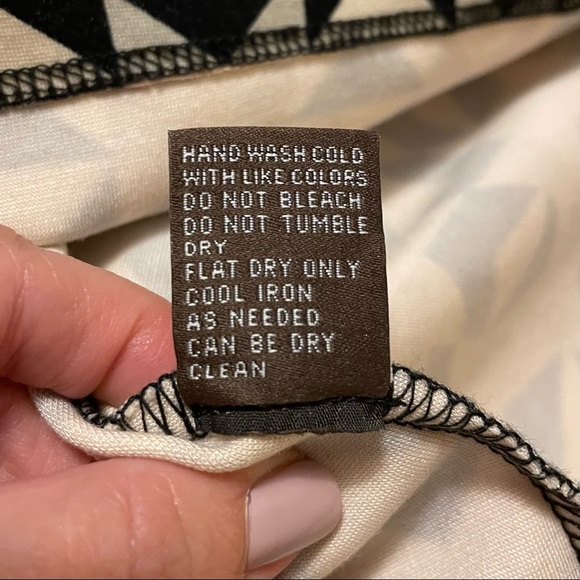 HAND WASH COLD
WITH LIKE COLORS
DO NOT BLEACH
DO NOT TUMBLE
DRY
FLAT DRY ONLY
COOL IRON
AS NEEDED
CAN BE DRY
CLEAN